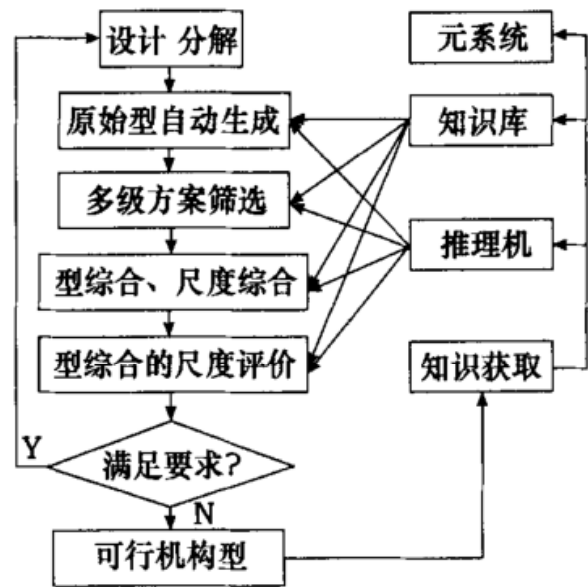 设计 分解
原始型自动生成
多级方案筛选
型综合、尺度综合
型综合的尺度评价
满足要求?
Y
N
可行机构型
元系统
知识库
推理机
知识获取